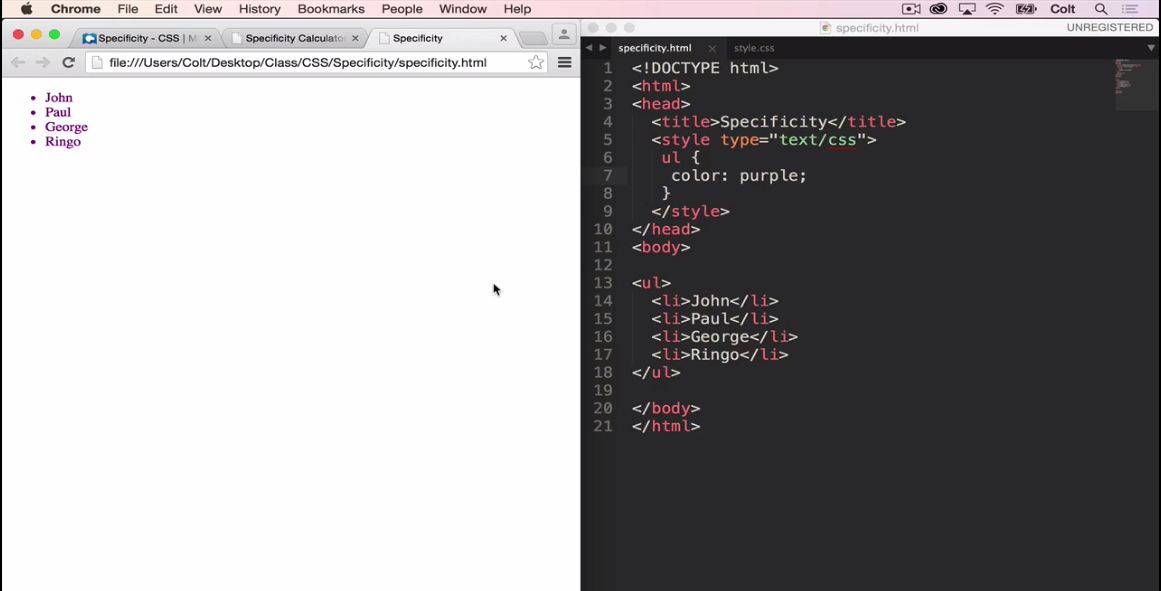 Chrome File Edit View History Bookmarks People Window Help Colt
Specificity - CSS | M
Specificity Calculato
Specificity
file:///Users/Colt/Desktop/Class/CSS/Specificity/specificity.html
John
Paul
George
Ringo
specificity.html UNREGISTERED
specificity.html style.css
1 <!DOCTYPE html>
2 <html>
3 <head>
4 <title>Specificity</title>
5 <style type="text/css">
6 ul {
7 color: purple;
8 }
9 </style>
10 </head>
11 <body>
12
13 <ul>
14 <li>John</li>
15 <li>Paul</li>
16 <li>George</li>
17 <li>Ringo</li>
18 </ul>
19
20 </body>
21 </html>